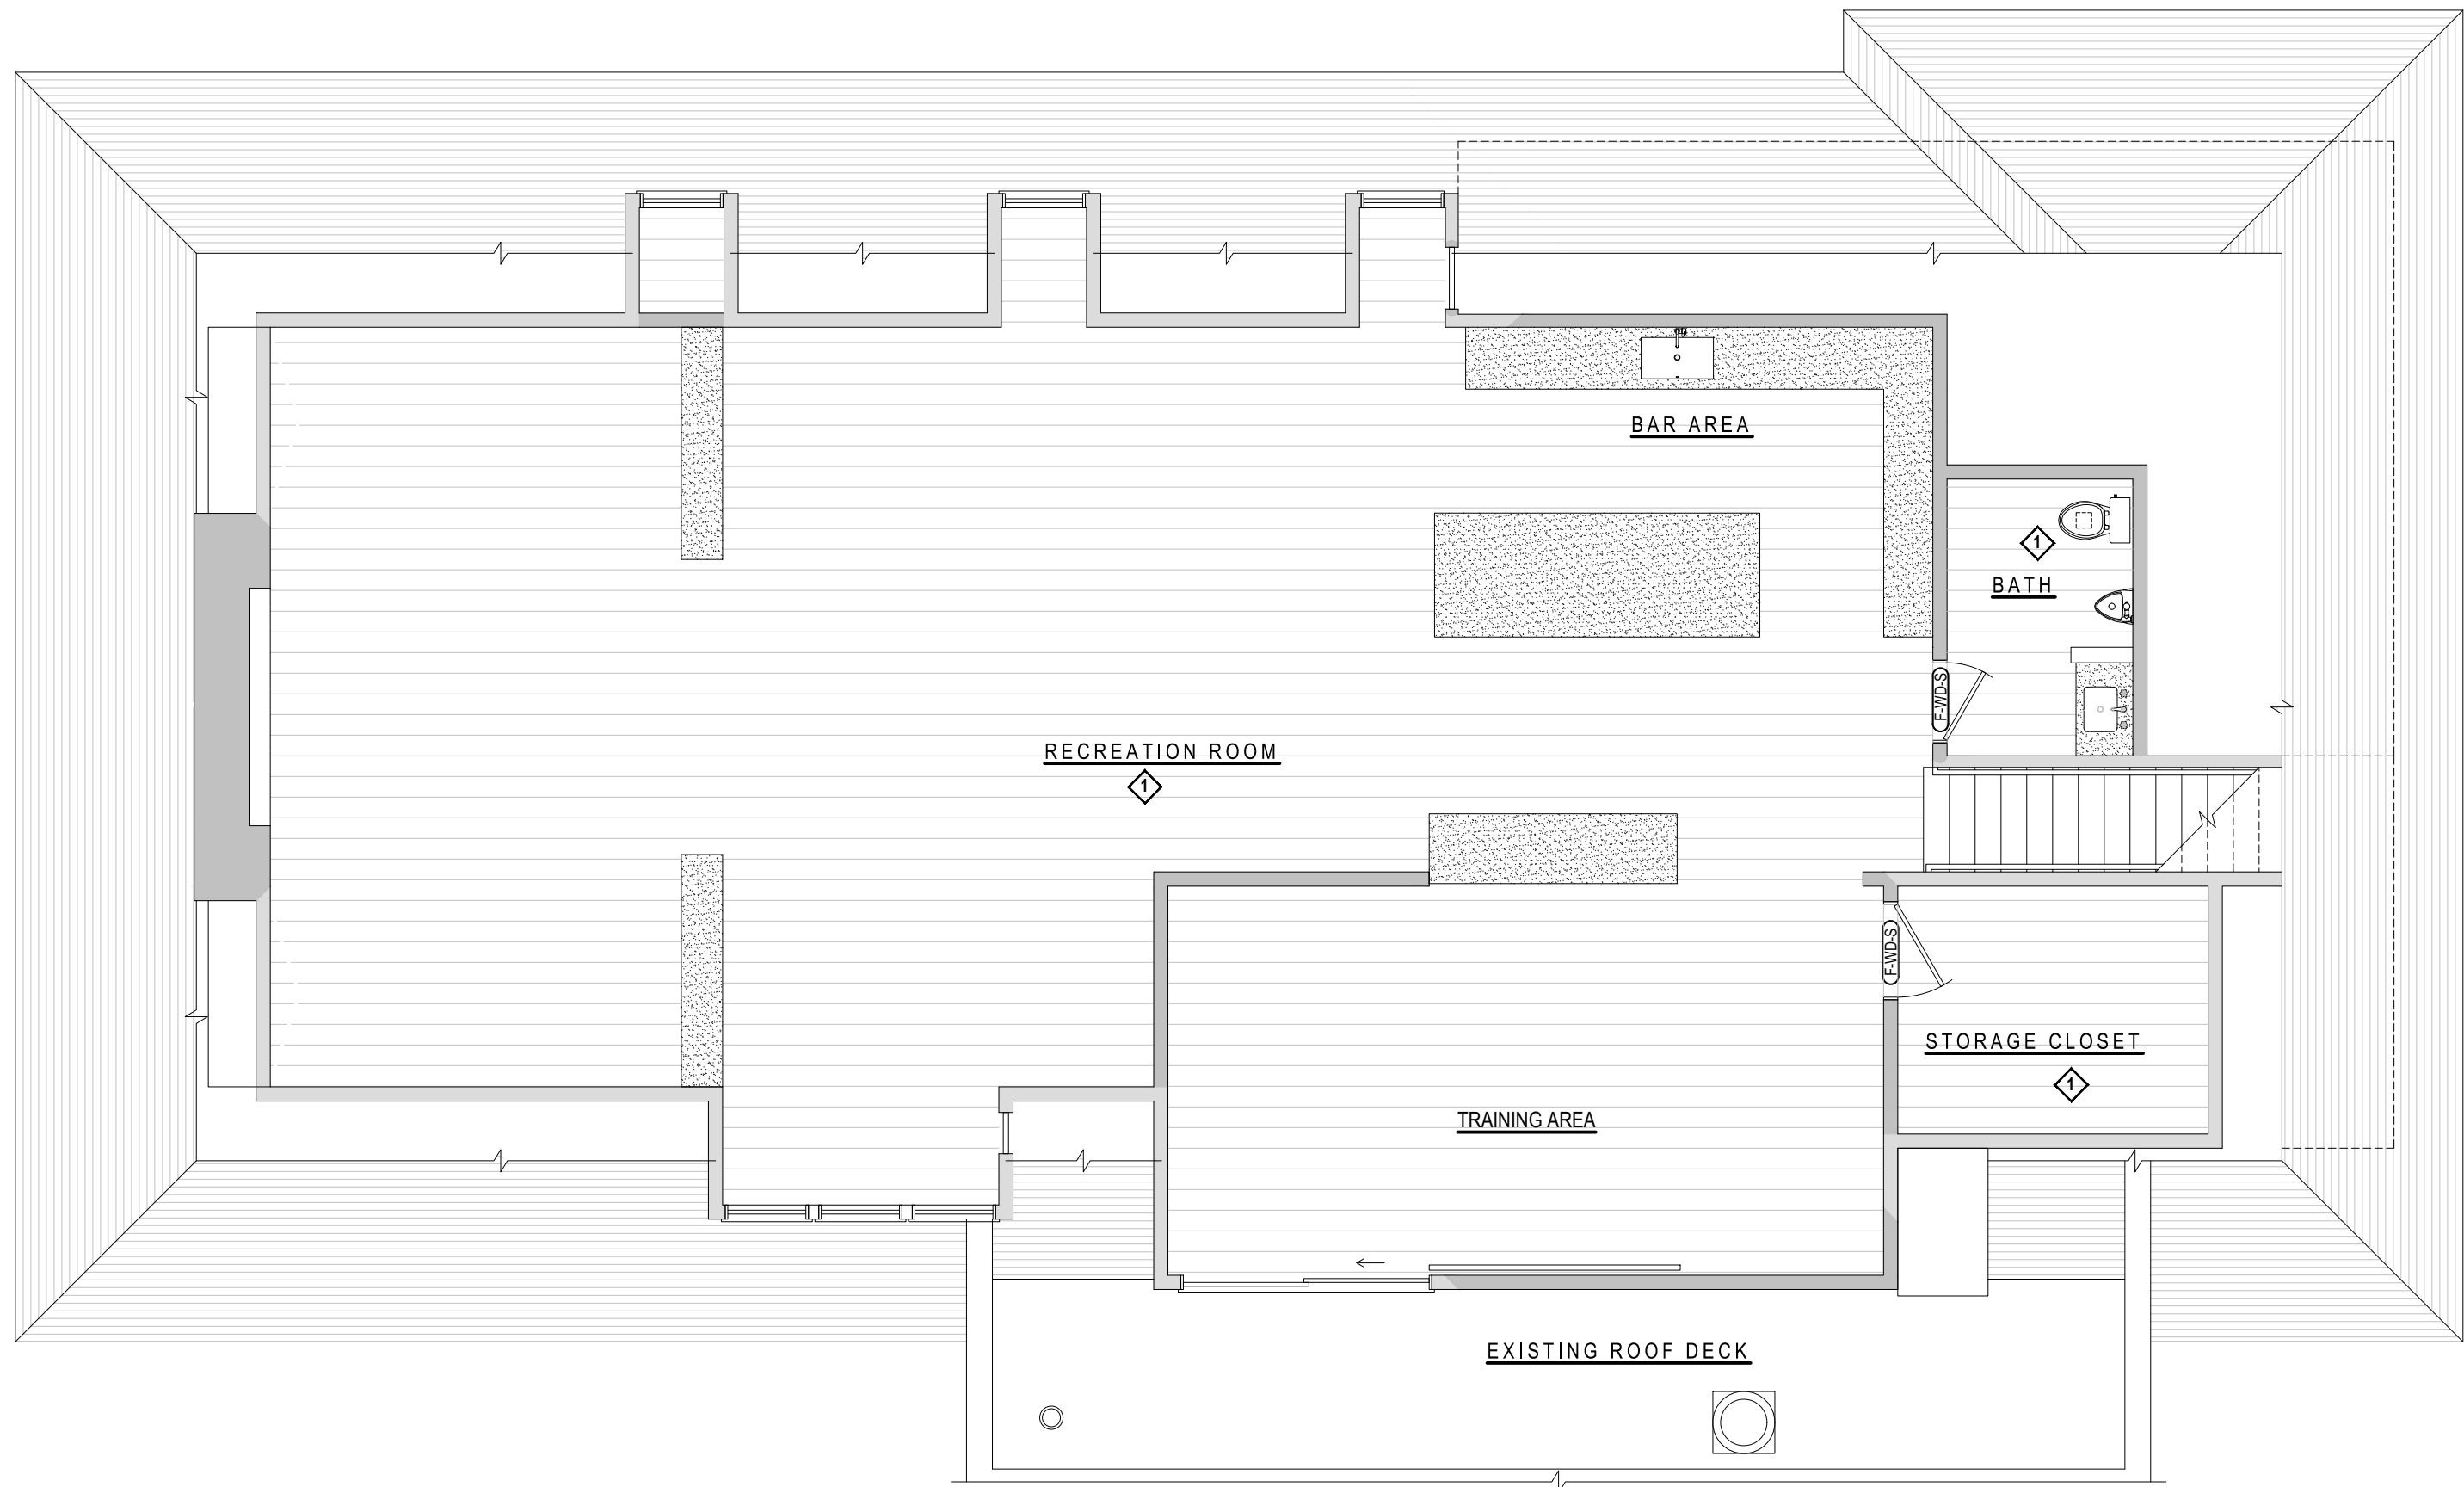 BAR AREA
1
BATH
F-WD-S
RECREATION ROOM
1
F-WD-S
STORAGE CLOSET
1
TRAINING AREA
EXISTING ROOF DECK